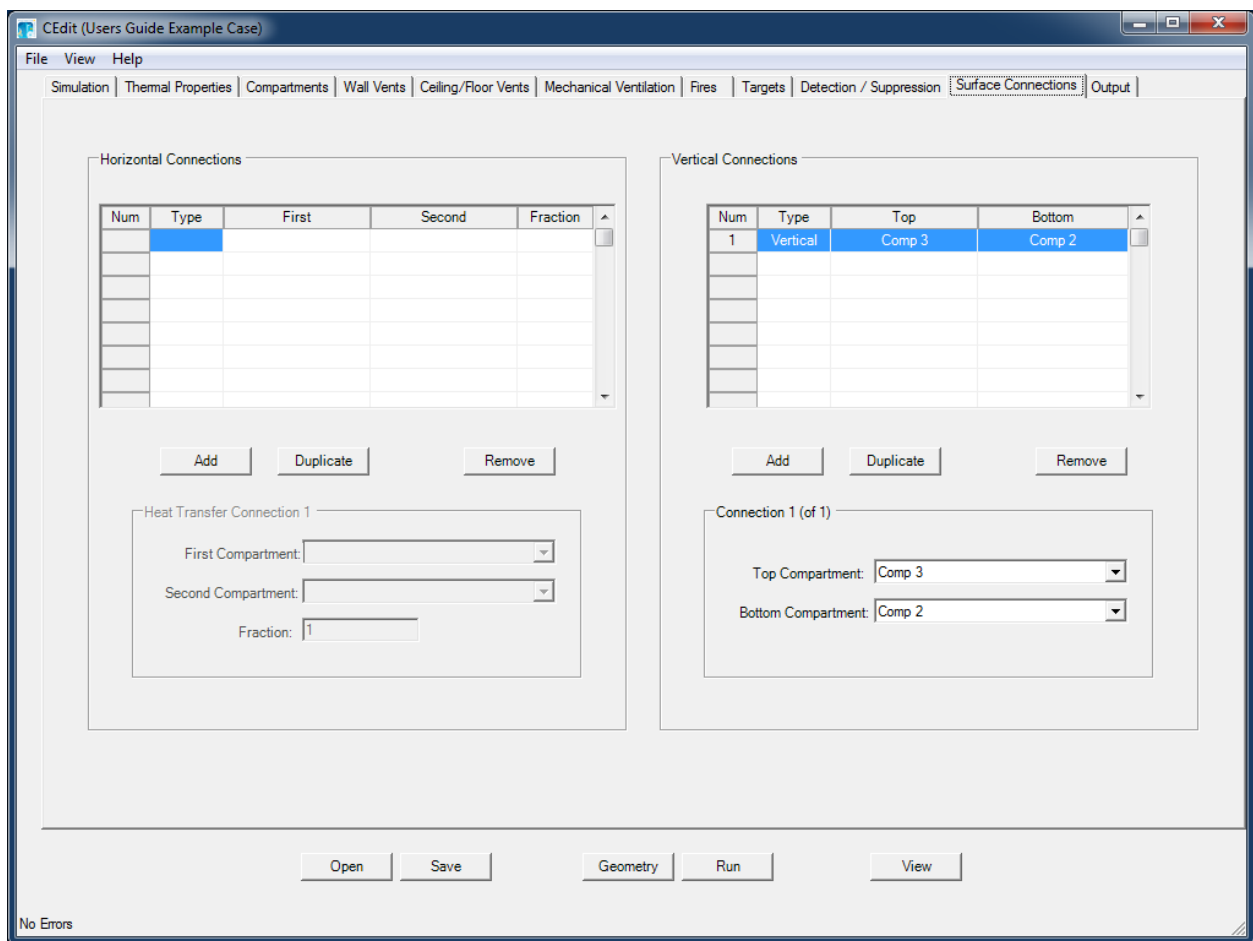 CEdit (Users Guide Example Case)
File View Help
Simulation Thermal Properties Compartments Wall Vents Ceiling/Floor Vents Mechanical Ventilation Fires Targets Detection / Suppression Surface Connections Output
Horizontal Connections
Num Type First Second Fraction
Add Duplicate Remove
Heat Transfer Connection 1
First Compartment:
Second Compartment:
Fraction: 1
Vertical Connections
Num Type Top Bottom
1 Vertical Comp 3 Comp 2
Add Duplicate Remove
Connection 1 (of 1)
Top Compartment: Comp 3
Bottom Compartment: Comp 2
Open Save Geometry Run View
No Errors